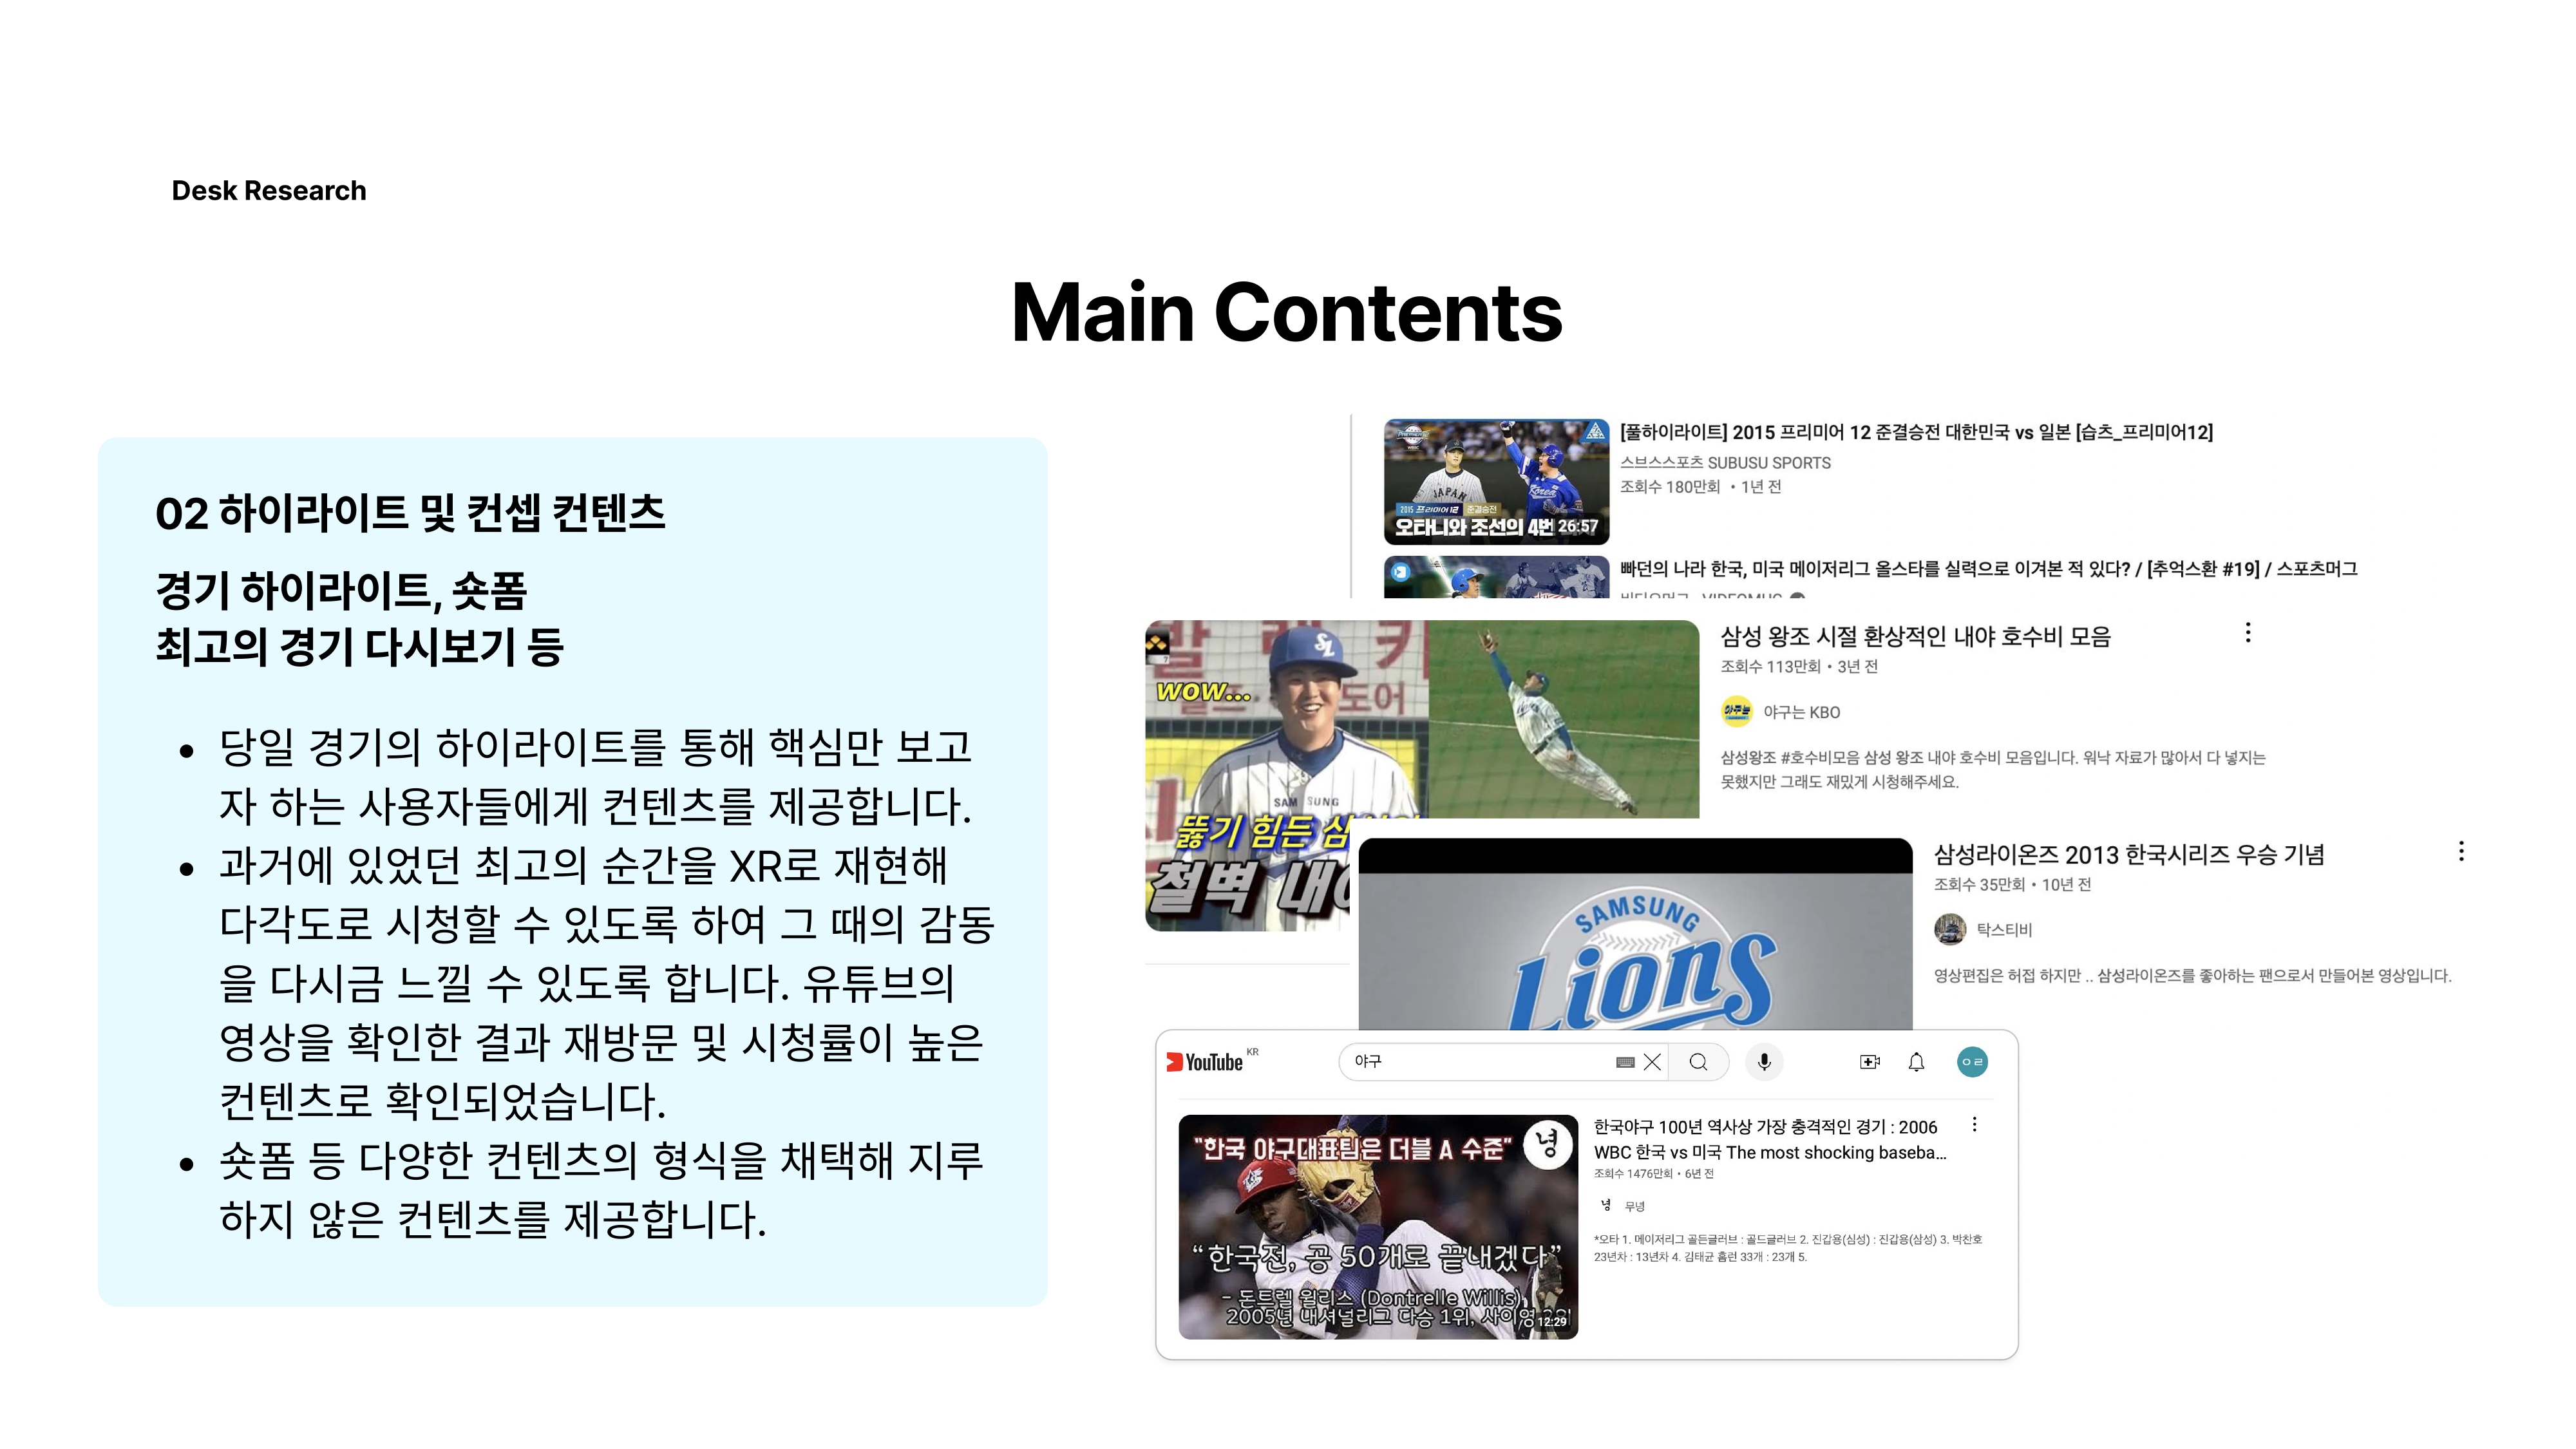 Desk Research
Main Contents
02 하이라이트 및 컨셉 컨텐츠
경기 하이라이트, 숏폼
최고의 경기 다시보기 등
당일 경기의 하이라이트를 통해 핵심만 보고
자 하는 사용자들에게 컨텐츠를 제공합니다.
과거에 있었던 최고의 순간을 XR로 재현해
다각도로 시청할 수 있도록 하여 그 때의 감동
을 다시금 느낄 수 있도록 합니다. 유튜브의
영상을 확인한 결과 재방문 및 시청률이 높은
컨텐츠로 확인되었습니다.
숏폼 등 다양한 컨텐츠의 형식을 채택해 지루
하지 않은 컨텐츠를 제공합니다.
JAPAN
Korea
2015 프리미어12 준결승전
오타니와 조선의 4번 26:57
[풀하이라이트] 2015 프리미어 12 준결승전 대한민국 vs 일본 [습츠_프리미어12]
스브스스포츠 SUBUSU SPORTS
조회수 180만회 • 1년 전
빠던의 나라 한국, 미국 메이저리그 올스타를 실력으로 이겨본 적 있다? / [추억스환 #19] / 스포츠머그
wow...
도어
SL
SAMSUNG
뚫기 힘든
철벽
삼성 왕조 시절 환상적인 내야 호수비 모음
조회수 113만회 • 3년 전
야구는 KBO
삼성왕조 #호수비모음 삼성 왕조 내야 호수비 모음입니다. 워낙 자료가 많아서 다 넣지는
못했지만 그래도 재밌게 시청해주세요.
SAMSUNG
Lions
삼성라이온즈 2013 한국시리즈 우승 기념
조회수 35만회 • 10년 전
탁스티비
영상편집은 허접 하지만 .. 삼성라이온즈를 좋아하는 팬으로서 만들어본 영상입니다.
YouTube KR
야구
ㅇㄹ
"한국 야구대표팀은 더블 A 수준"
녕
“한국전, 공 50개로 끝내겠다”
- 돈트렐 윌리스 (Dontrelle Willis),
2005년 내셔널리그 다승 1위, 사이영
12:29
한국야구 100년 역사상 가장 충격적인 경기 : 2006
WBC 한국 vs 미국 The most shocking baseba...
조회수 1476만회 • 6년 전
녕 무녕
*오타 1. 메이저리그 골든글러브 : 골드글러브 2. 진갑용(심성) : 진갑용(삼성) 3. 박찬호
23년차 : 13년차 4. 김태균 홈런 33개 : 23개 5.